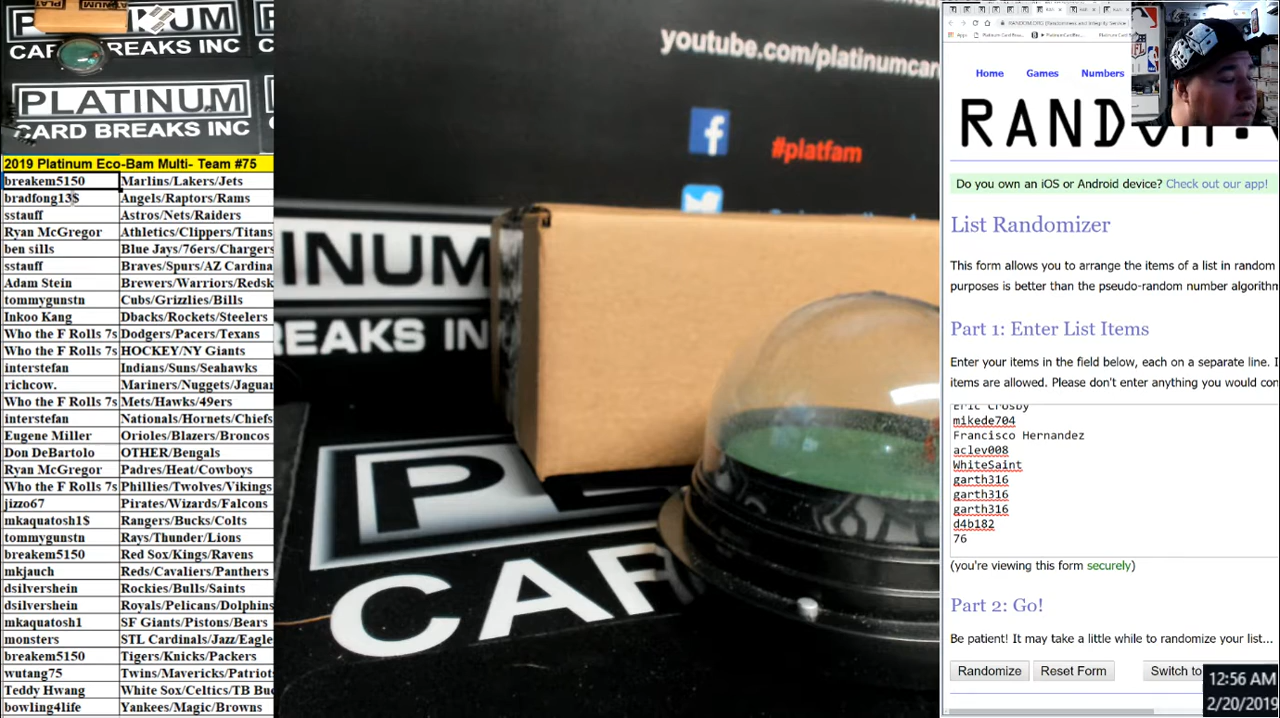 PLATINUM
CARD BREAKS INC
PLATINUM
CARD BREAKS INC
2019 Platinum Eco-Bam Multi- Team #75
breakem5150 Marlins/Lakers/Jets
bradfong13$ Angels/Raptors/Rams
sstauff Astros/Nets/Raiders
Ryan McGregor Athletics/Clippers/Titans
ben sills Blue Jays/76ers/Chargers
sstauff Braves/Spurs/AZ Cardina
Adam Stein Brewers/Warriors/Redsk
tommygunstn Cubs/Grizzlies/Bills
Inkoo Kang Dbacks/Rockets/Steelers
Who the F Rolls 7s Dodgers/Pacers/Texans
Who the F Rolls 7s HOCKEY/NY Giants
interstefan Indians/Suns/Seahawks
richcow. Mariners/Nuggets/Jaguar
Who the F Rolls 7s Mets/Hawks/49ers
interstefan Nationals/Hornets/Chiefs
Eugene Miller Orioles/Blazers/Broncos
Don DeBartolo OTHER/Bengals
Ryan McGregor Padres/Heat/Cowboys
Who the F Rolls 7s Phillies/Twolves/Vikings
jizzo67 Pirates/Wizards/Falcons
mkaquatosh1$ Rangers/Bucks/Colts
tommygunstn Rays/Thunder/Lions
breakem5150 Red Sox/Kings/Ravens
mkjauch Reds/Cavaliers/Panthers
dsilvershein Rockies/Bulls/Saints
dsilvershein Royals/Pelicans/Dolphins
mkaquatosh1 SF Giants/Pistons/Bears
monsters STL Cardinals/Jazz/Eagle
breakem5150 Tigers/Knicks/Packers
wutang75 Twins/Mavericks/Patriots
Teddy Hwang White Sox/Celtics/TB Buc
bowling4life Yankees/Magic/Browns
youtube.com/platinumcar
#platfam
INUM
REAKS IN
P
CAR
Home Games Numbers
RANDOM
Do you own an iOS or Android device? Check out our app!
List Randomizer
This form allows you to arrange the items of a list in random
purposes is better than the pseudo-random number algorithm
Part 1: Enter List Items
Enter your items in the field below, each on a separate line. I
items are allowed. Please don't enter anything you would con
Eric Crosby
mikede704
Francisco Hernandez
aclev008
WhiteSaint
garth316
garth316
garth316
d4b182
76
(you're viewing this form securely)
Part 2: Go!
Be patient! It may take a little while to randomize your list...
Randomize Reset Form Switch to
12:56 AM
2/20/2019